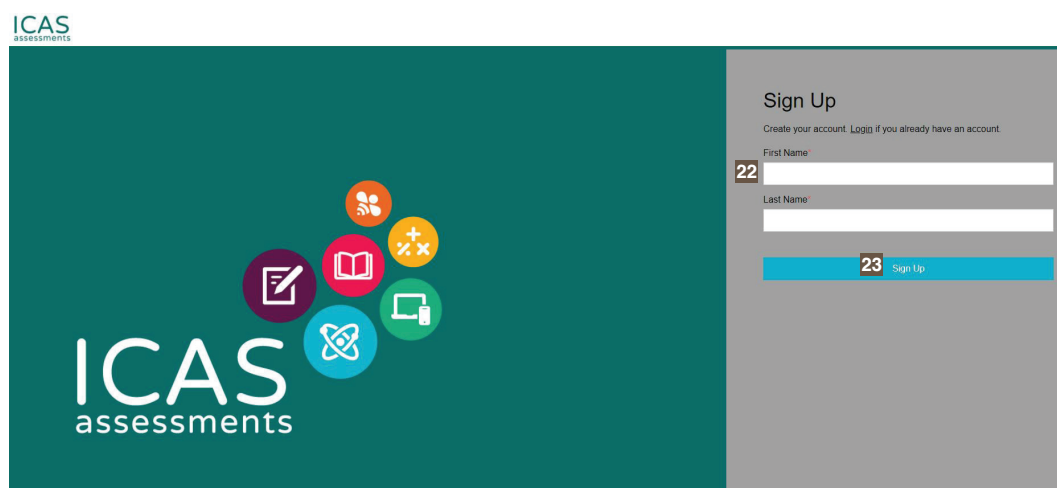 ICAS
assessments
Sign Up
Create your account. Login if you already have an account.
First Name*
22
Last Name*
23 Sign Up
ICAS
assessments